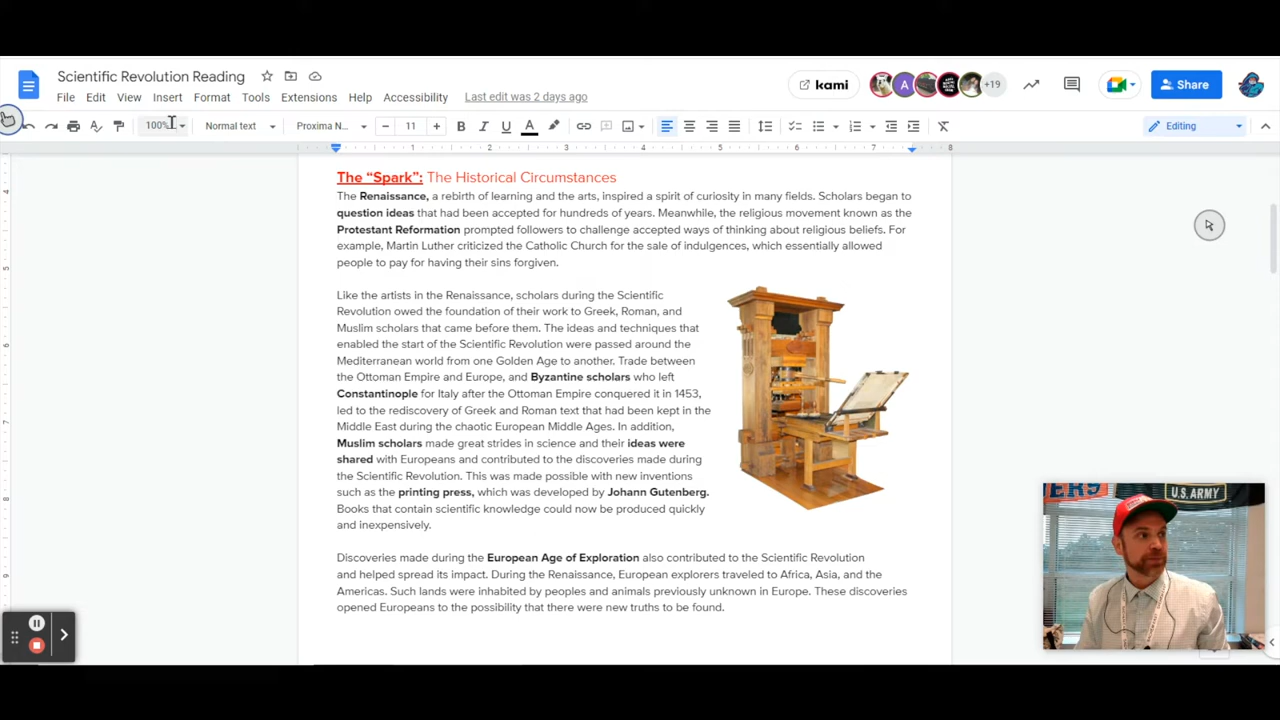 Scientific Revolution Reading
kami
+19
Share
File Edit View Insert Format Tools Extensions Help Accessibility Last edit was 2 days ago
100% Normal text Proxima N... 11 Editing
1 2 3 4 5 6 7 8
The “Spark”: The Historical Circumstances
The Renaissance, a rebirth of learning and the arts, inspired a spirit of curiosity in many fields. Scholars began to
question ideas that had been accepted for hundreds of years. Meanwhile, the religious movement known as the
Protestant Reformation prompted followers to challenge accepted ways of thinking about religious beliefs. For
example, Martin Luther criticized the Catholic Church for the sale of indulgences, which essentially allowed
people to pay for having their sins forgiven.
Like the artists in the Renaissance, scholars during the Scientific
Revolution owed the foundation of their work to Greek, Roman, and
Muslim scholars that came before them. The ideas and techniques that
enabled the start of the Scientific Revolution were passed around the
Mediterranean world from one Golden Age to another. Trade between
the Ottoman Empire and Europe, and Byzantine scholars who left
Constantinople for Italy after the Ottoman Empire conquered it in 1453,
led to the rediscovery of Greek and Roman text that had been kept in the
Middle East during the chaotic European Middle Ages. In addition,
Muslim scholars made great strides in science and their ideas were
shared with Europeans and contributed to the discoveries made during
the Scientific Revolution. This was made possible with new inventions
such as the printing press, which was developed by Johann Gutenberg.
Books that contain scientific knowledge could now be produced quickly
and inexpensively.
Discoveries made during the European Age of Exploration also contributed to the Scientific Revolution
and helped spread its impact. During the Renaissance, European explorers traveled to Africa, Asia, and the
Americas. Such lands were inhabited by peoples and animals previously unknown in Europe. These discoveries
opened Europeans to the possibility that there were new truths to be found.
U.S. ARMY